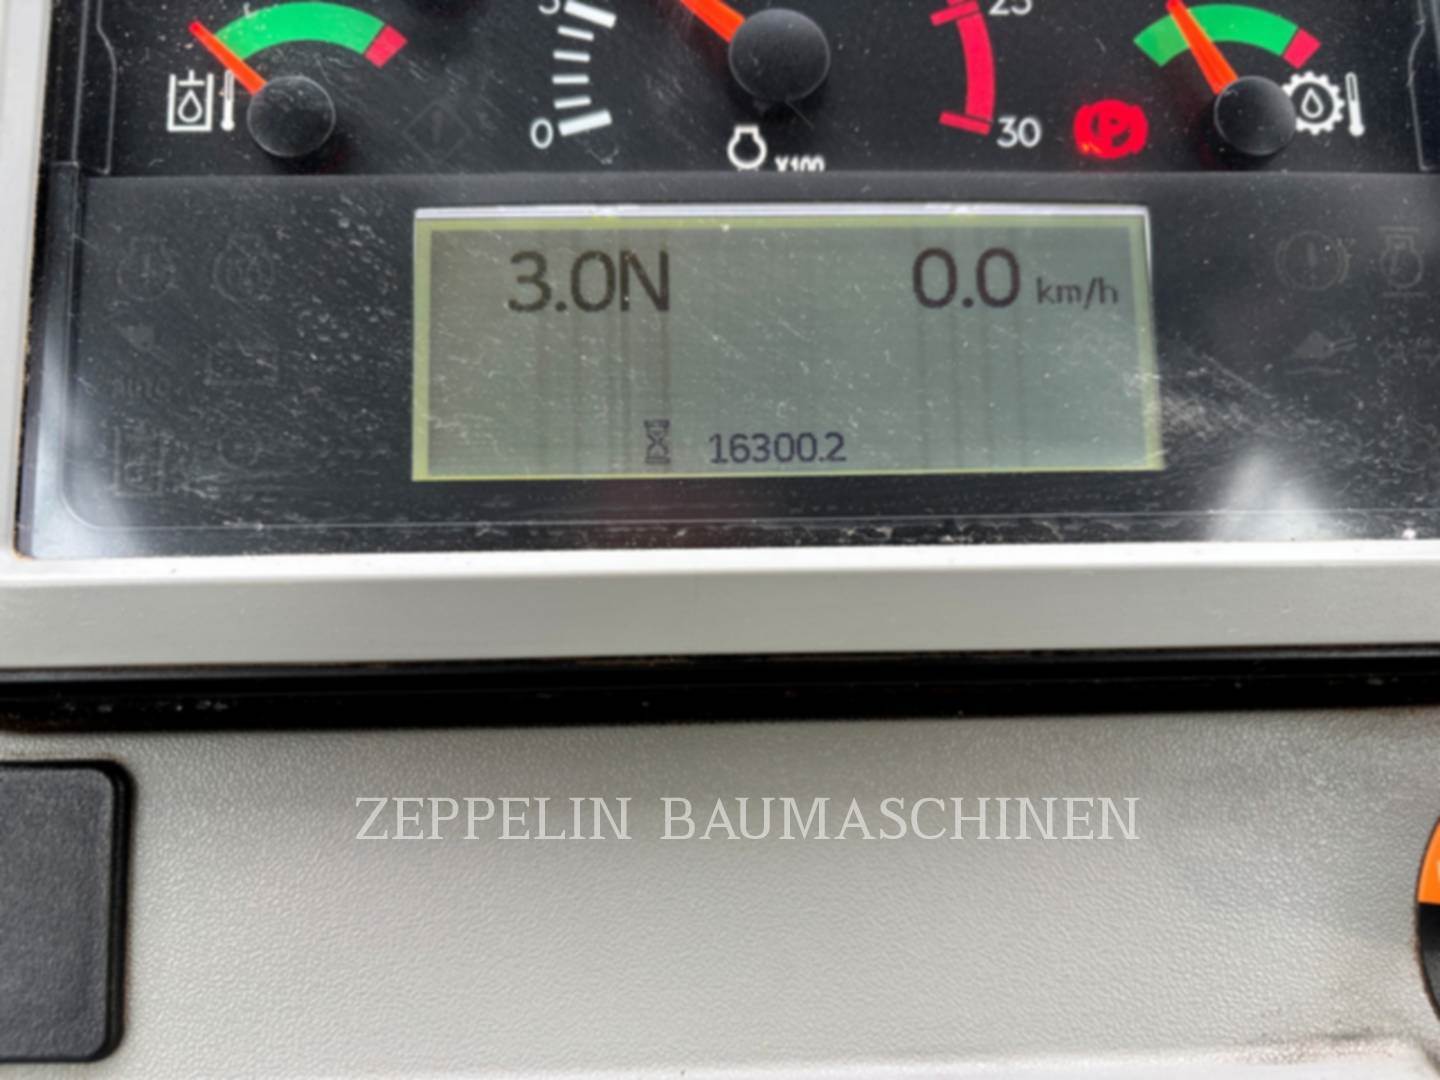 25
0
30
X100
3.0N 0.0 km/h
16300.2
ZEPPELIN BAUMASCHINEN